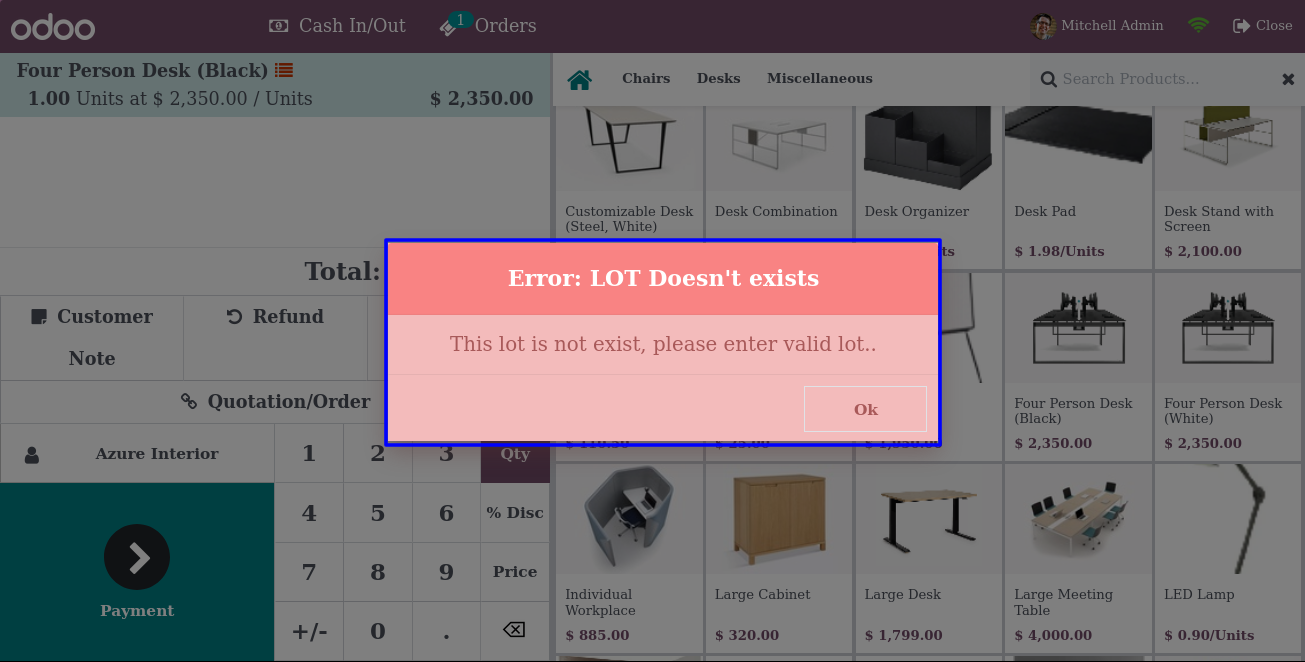 odoo
Cash In/Out
1
Orders
Mitchell Admin
Close
Four Person Desk (Black)
1.00 Units at $ 2,350.00 / Units
$ 2,350.00
Chairs
Desks
Miscellaneous
Search Products...
Customizable Desk
(Steel, White)
Desk Combination
Desk Organizer
ts
Desk Pad
$ 1.98/Units
Desk Stand with
Screen
$ 2,100.00
Total:
Customer
Note
Refund
Quotation/Order
Error: LOT Doesn't exists
This lot is not exist, please enter valid lot..
Ok
Four Person Desk
(Black)
$ 2,350.00
Four Person Desk
(White)
$ 2,350.00
Azure Interior
1
2
3
Qty
4
5
6
% Disc
7
8
9
Price
+/-
0
.
Payment
Individual
Workplace
$ 885.00
Large Cabinet
$ 320.00
Large Desk
$ 1,799.00
Large Meeting
Table
$ 4,000.00
LED Lamp
$ 0.90/Units